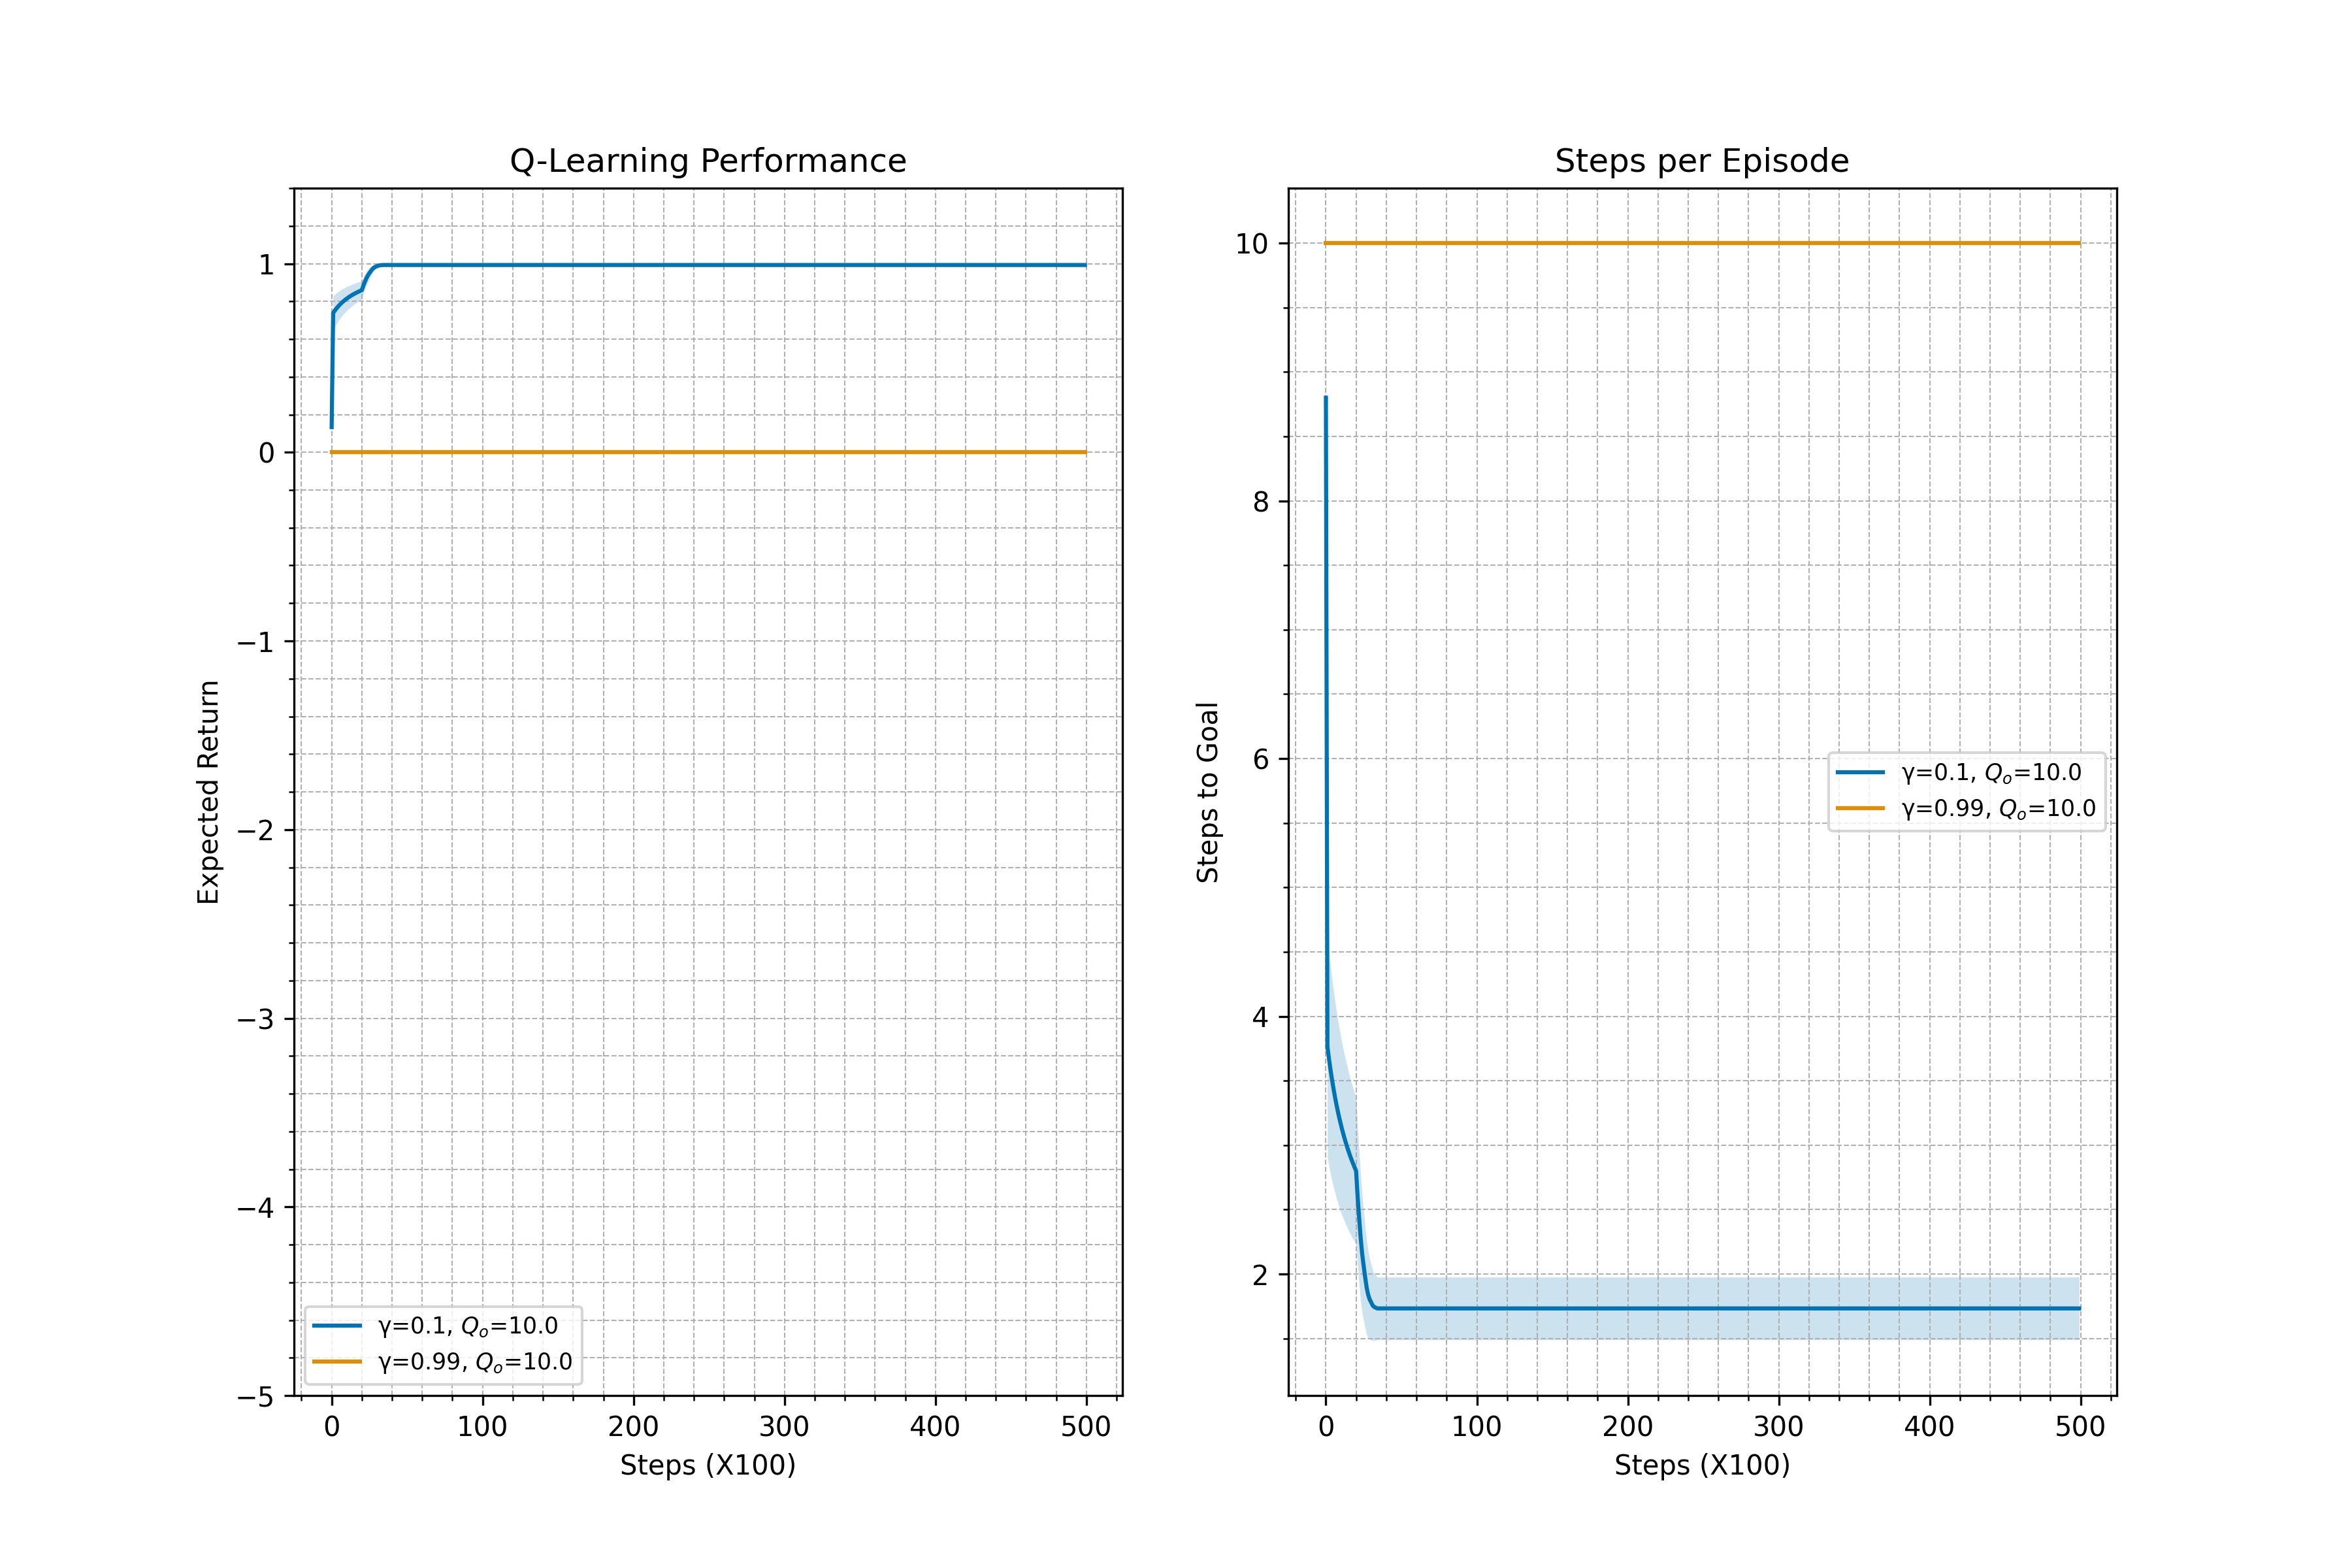 Q-Learning Performance
Expected Return
1
0
−1
−2
−3
−4
−5
0 100 200 300 400 500
Steps (X100)
γ=0.1, Qₒ=10.0
γ=0.99, Qₒ=10.0
Steps per Episode
Steps to Goal
10
8
6
4
2
0 100 200 300 400 500
Steps (X100)
γ=0.1, Qₒ=10.0
γ=0.99, Qₒ=10.0